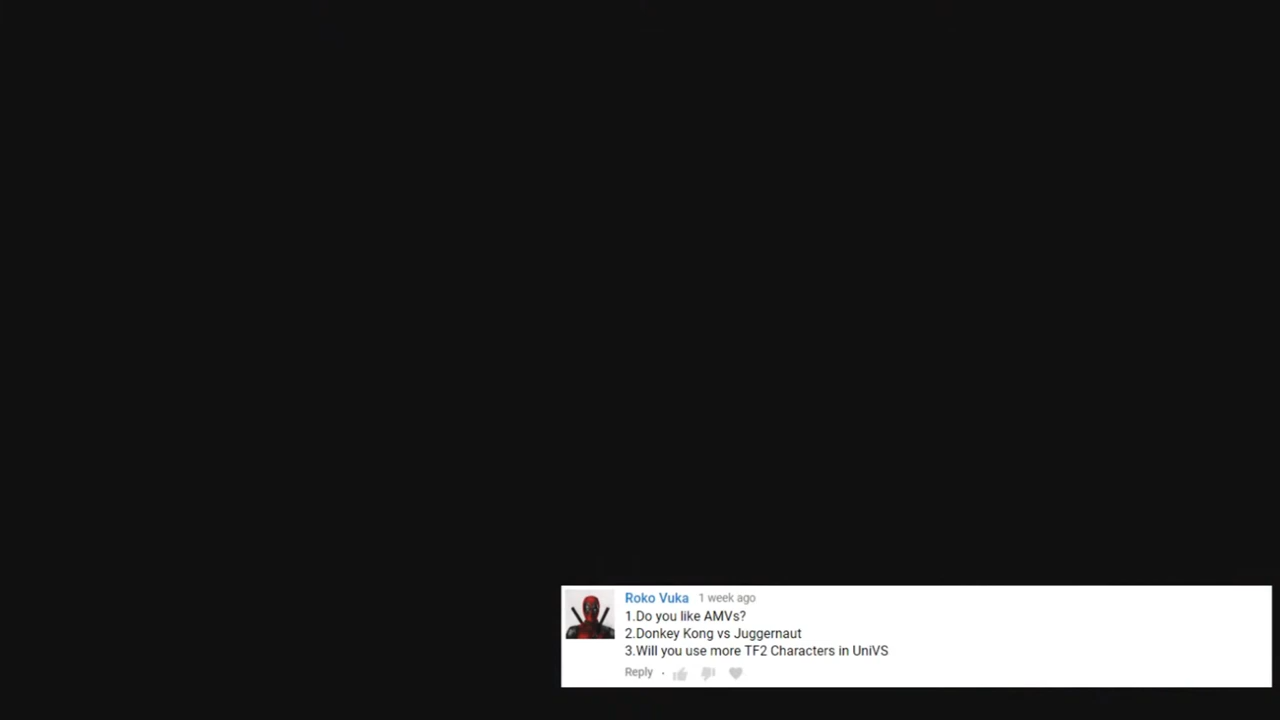 Roko Vuka 1 week ago
1.Do you like AMVs?
2.Donkey Kong vs Juggernaut
3.Will you use more TF2 Characters in UniVS
Reply ·